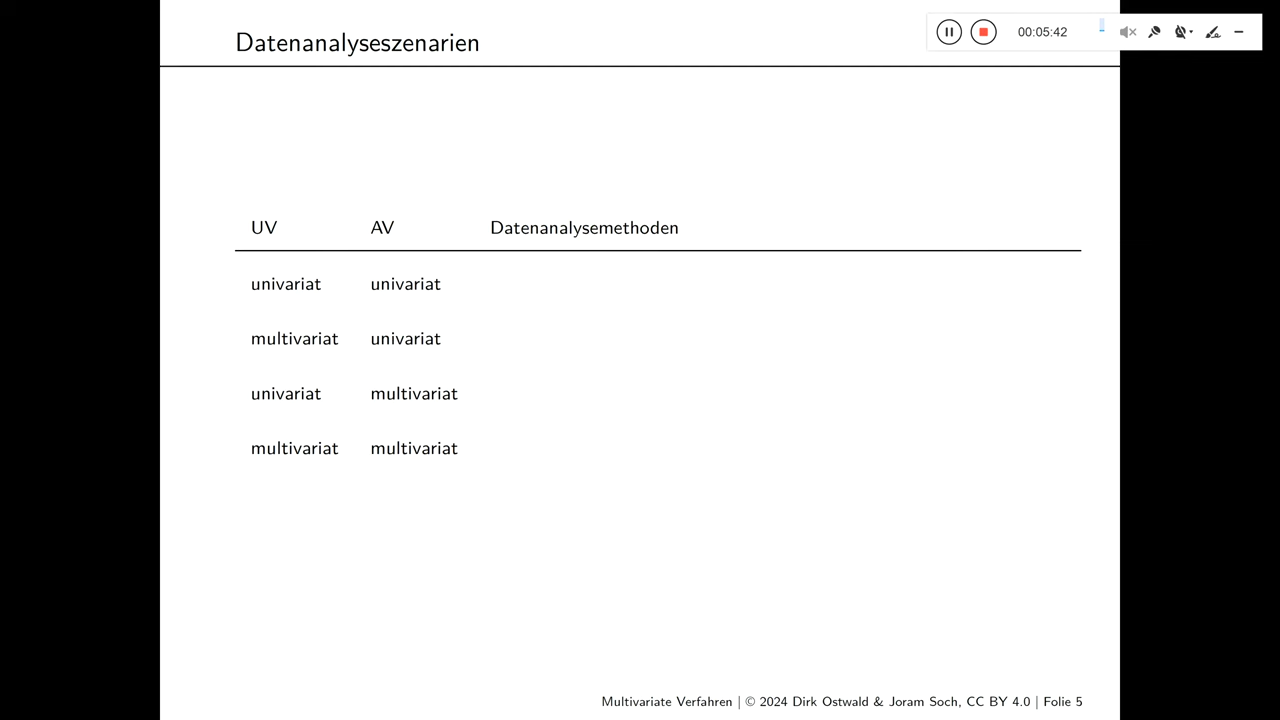 Datenanalyseszenarien
00:05:42
UV AV Datenanalysemethoden
univariat univariat
multivariat univariat
univariat multivariat
multivariat multivariat
Multivariate Verfahren | © 2024 Dirk Ostwald & Joram Soch, CC BY 4.0 | Folie 5